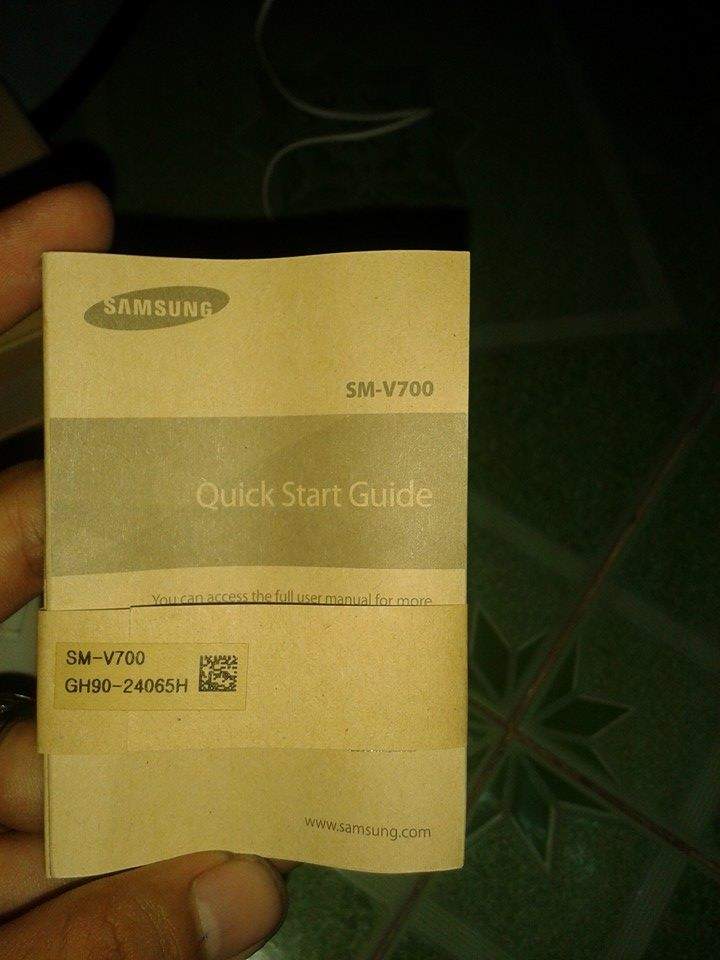 SAMSUNG
SM-V700
Quick Start Guide
You can access the full user manual for more
SM-V700
GH90-24065H
www.samsung.com